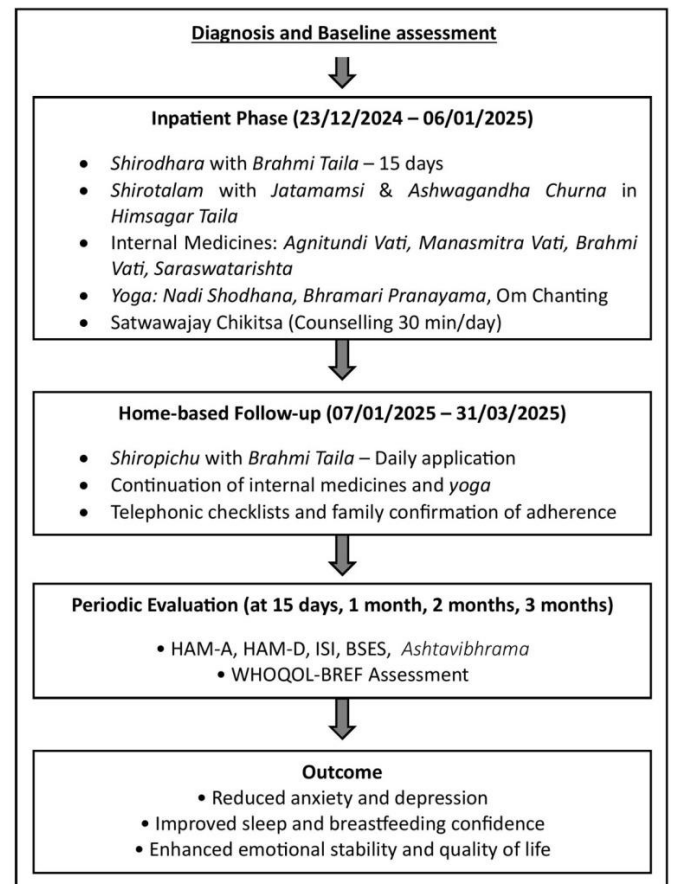 Diagnosis and Baseline assessment
Inpatient Phase (23/12/2024 – 06/01/2025)
• Shirodhara with Brahmi Taila – 15 days
• Shirotalam with Jatamamsi & Ashwagandha Churna in
Himsagar Taila
• Internal Medicines: Agnitundi Vati, Manasmitra Vati, Brahmi
Vati, Saraswatarishta
• Yoga: Nadi Shodhana, Bhramari Pranayama, Om Chanting
• Satwawajay Chikitsa (Counselling 30 min/day)
Home-based Follow-up (07/01/2025 – 31/03/2025)
• Shiropichu with Brahmi Taila – Daily application
• Continuation of internal medicines and yoga
• Telephonic checklists and family confirmation of adherence
Periodic Evaluation (at 15 days, 1 month, 2 months, 3 months)
• HAM-A, HAM-D, ISI, BSES, Ashtavibhrama
• WHOQOL-BREF Assessment
Outcome
• Reduced anxiety and depression
• Improved sleep and breastfeeding confidence
• Enhanced emotional stability and quality of life